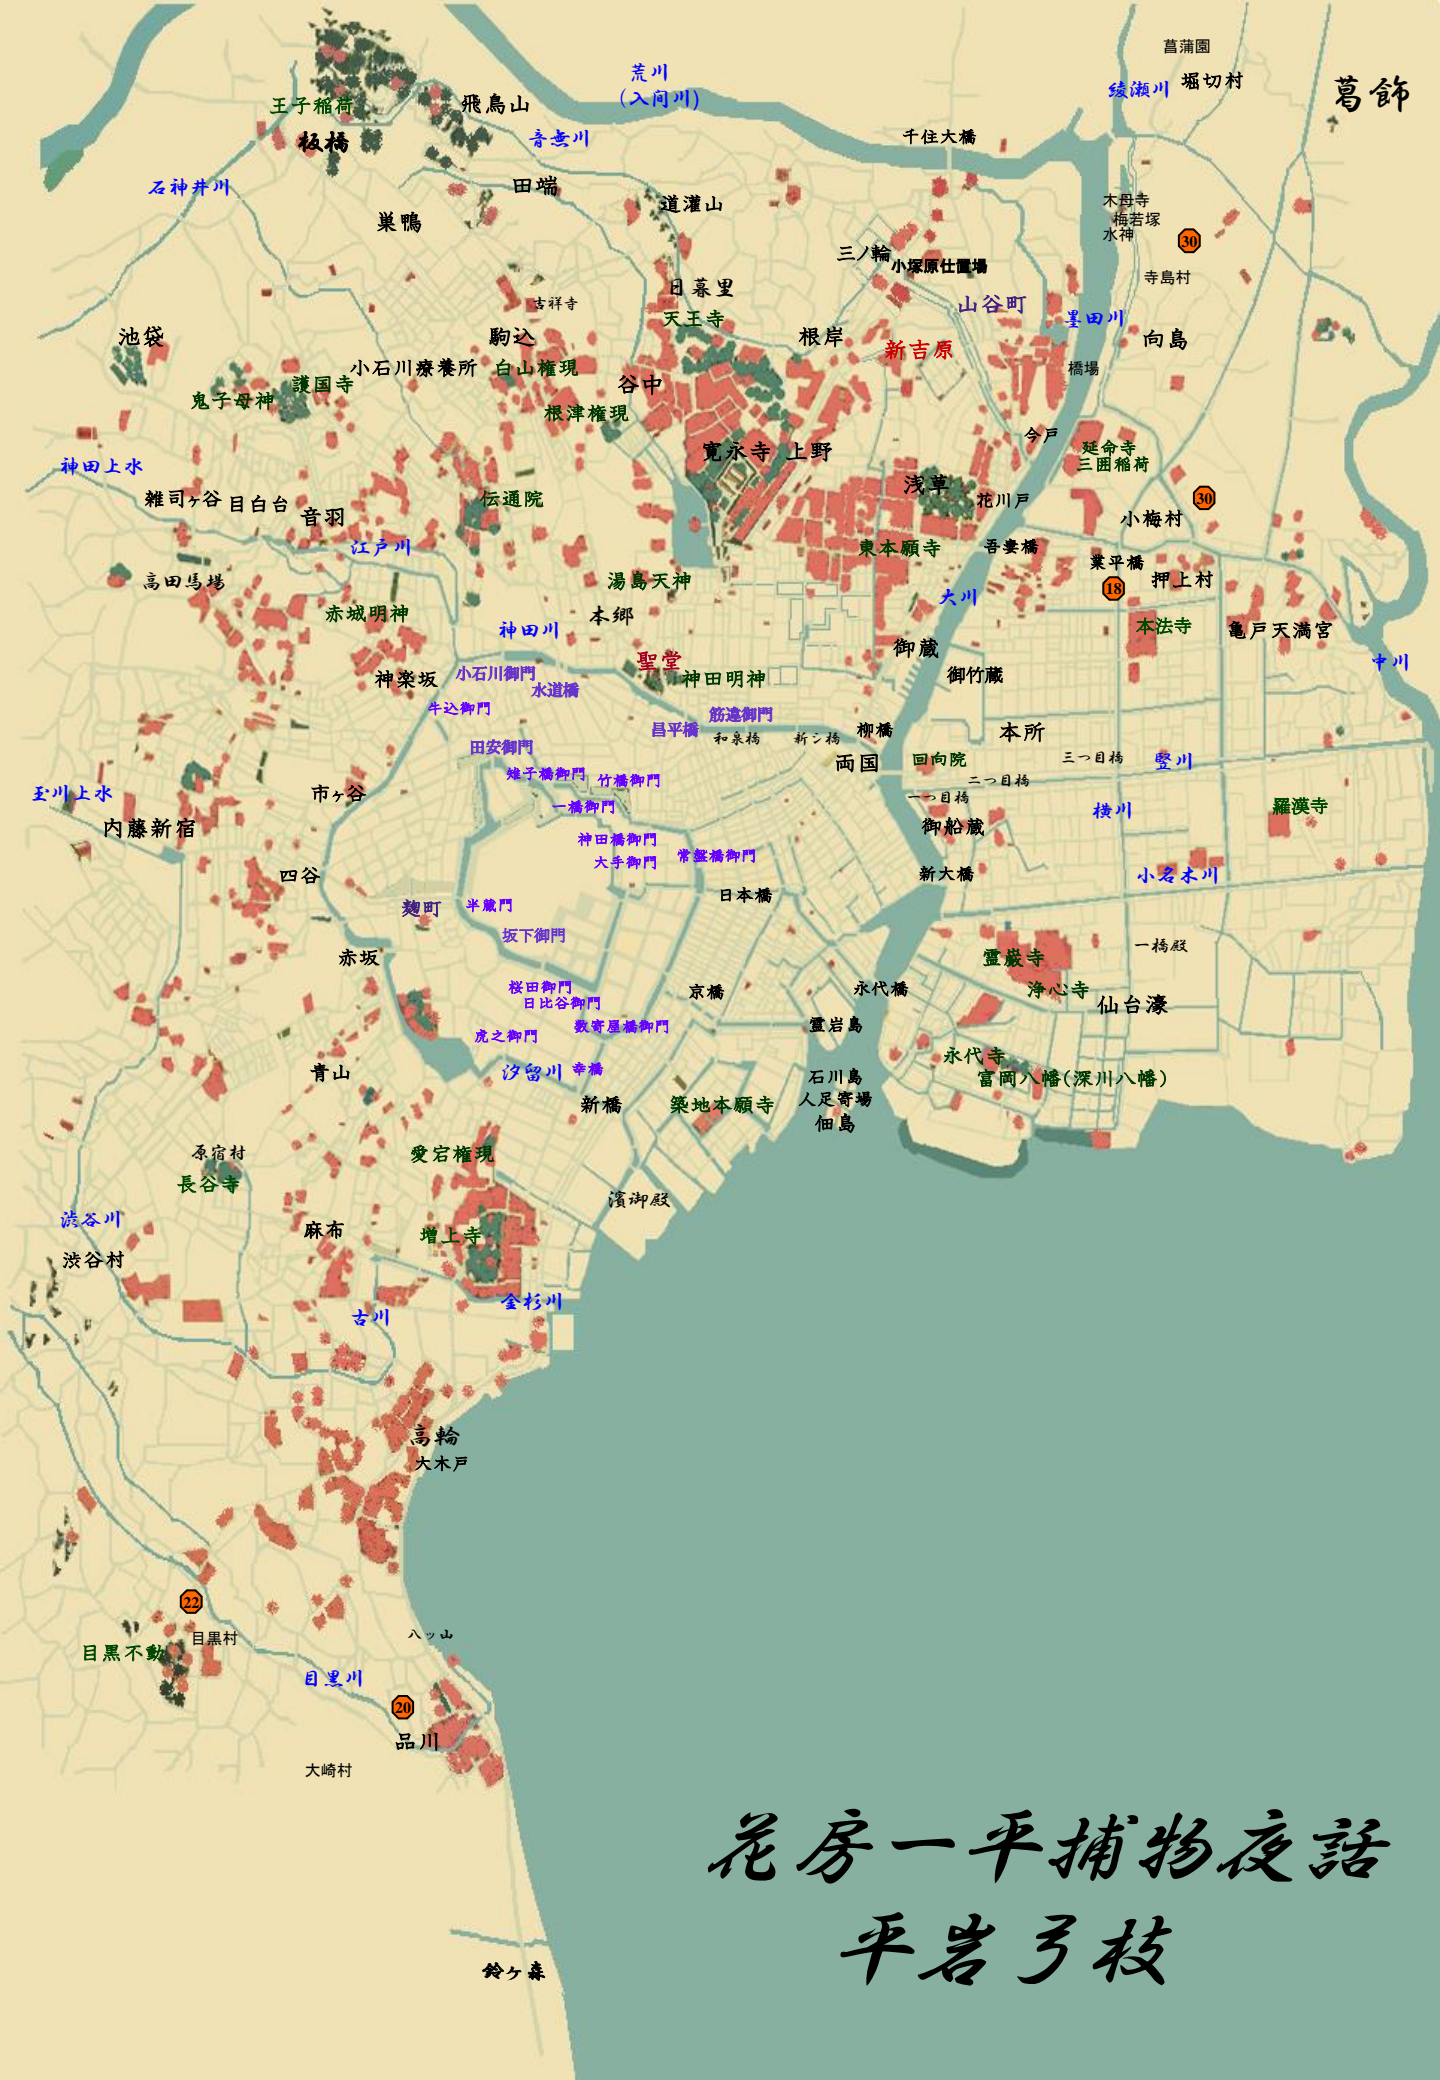 菖蒲園
荒川
(入间川)
綾瀬川
堀切村
葛飾
王子稲荷
飛鳥山
板橋
音無川
千住大橋
石神井川
田端
巣鴨
道灌山
木母寺
梅若塚
水神
30
三ノ輪
小塚原仕置場
寺島村
日暮里
吉祥寺
山谷町
天王寺
墨田川
池袋
駒込
根岸
新吉原
向島
小石川療養所
白山権現
橋場
護国寺
谷中
鬼子母神
根津権現
今戸
寛永寺
上野
延命寺
三囲稲荷
神田上水
雑司ヶ谷
目白台
音羽
伝通院
浅草
花川戸
30
小梅村
江戸川
東本願寺
吾妻橋
業平橋
高田馬場
湯島天神
18
押上村
大川
赤城明神
本郷
神田川
本法寺
亀戸天満宮
御蔵
聖堂
中川
神楽坂
小石川御門
水道橋
神田明神
御竹蔵
牛込御門
昌平橋
筋違御門
和泉橋
新シ橋
柳橋
本所
田安御門
両国
回向院
三つ目橋
竪川
雉子橋御門
竹橋御門
二つ目橋
玉川上水
市ヶ谷
一橋御門
一つ目橋
横川
羅漢寺
内藤新宿
御船蔵
神田橋御門
大手御門
常盤橋御門
四谷
新大橋
小名木川
日本橋
麹町
半蔵門
坂下御門
赤坂
霊巌寺
一橋殿
桜田御門
京橋
永代橋
浄心寺
日比谷御門
仙台濠
虎之御門
数寄屋橋御門
霊岩島
青山
汐留川
幸橋
永代寺
石川島
富岡八幡(深川八幡)
新橋
築地本願寺
人足寄場
佃島
原宿村
愛宕権現
長谷寺
濱御殿
渋谷川
麻布
増上寺
渋谷村
古川
金杉川
高輪
大木戸
22
目黒村
八ッ山
目黒不動
目黒川
20
品川
大崎村
花房一平捕物夜話
平岩弓枝
鈴ヶ森